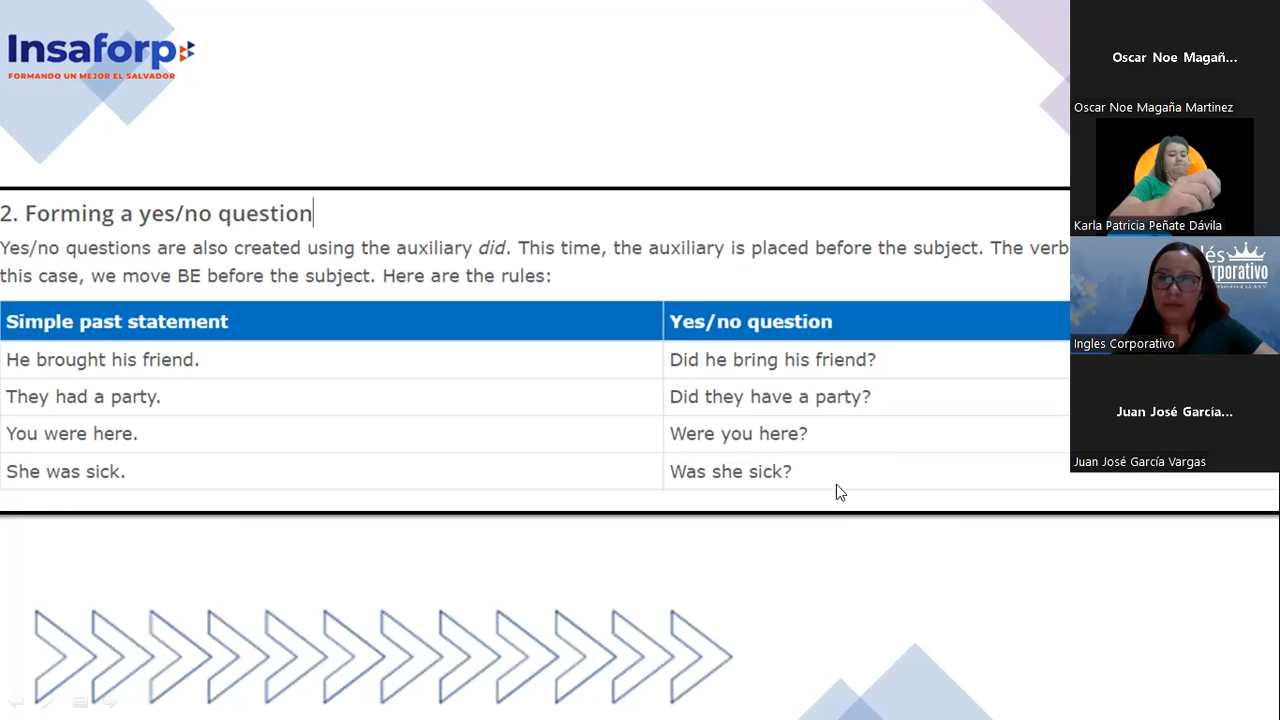 Insaforp
FORMANDO UN MEJOR EL SALVADOR
2. Forming a yes/no question
Yes/no questions are also created using the auxiliary did. This time, the auxiliary is placed before the subject. The verb
this case, we move BE before the subject. Here are the rules:
Simple past statement Yes/no question
He brought his friend. Did he bring his friend?
They had a party. Did they have a party?
You were here. Were you here?
She was sick. Was she sick?
Oscar Noe Magañ...
Oscar Noe Magaña Martinez
Karla Patricia Peñate Dávila
Ingles Corporativo
Juan José García...
Juan José García Vargas